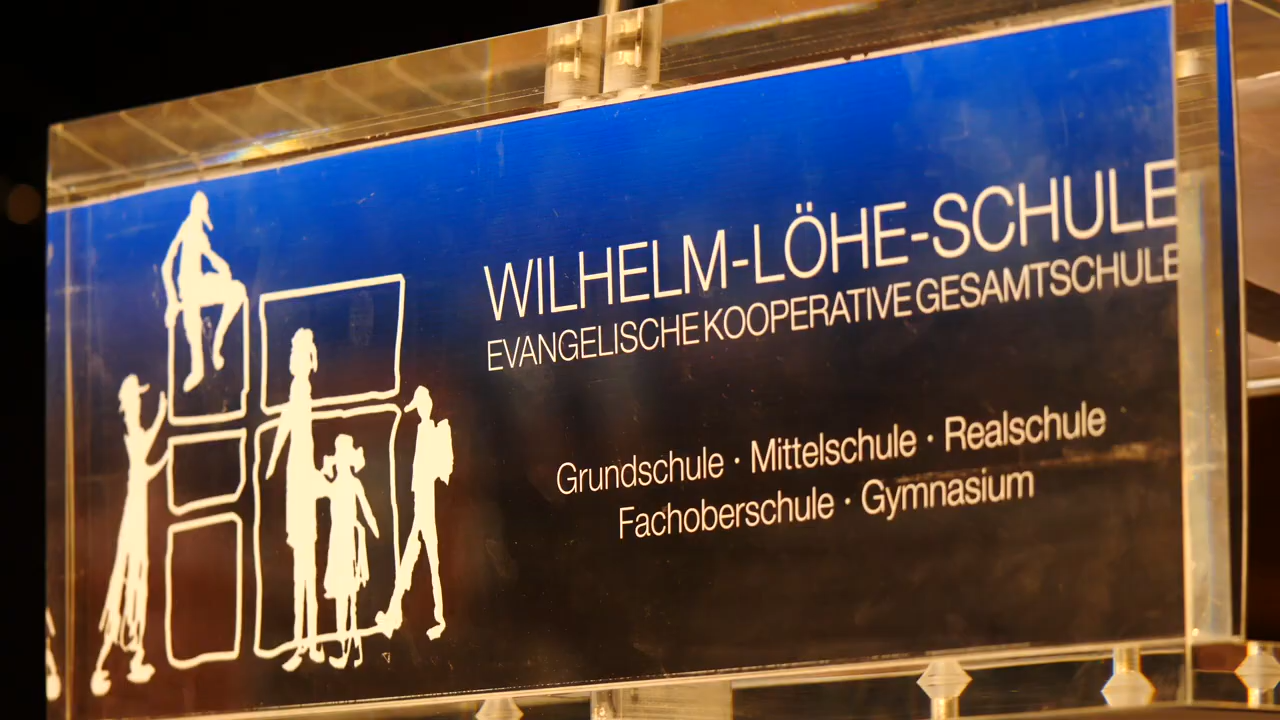 WILHELM-LÖHE-SCHULE
EVANGELISCHE KOOPERATIVE GESAMTSCHULE
Grundschule · Mittelschule · Realschule
Fachoberschule · Gymnasium